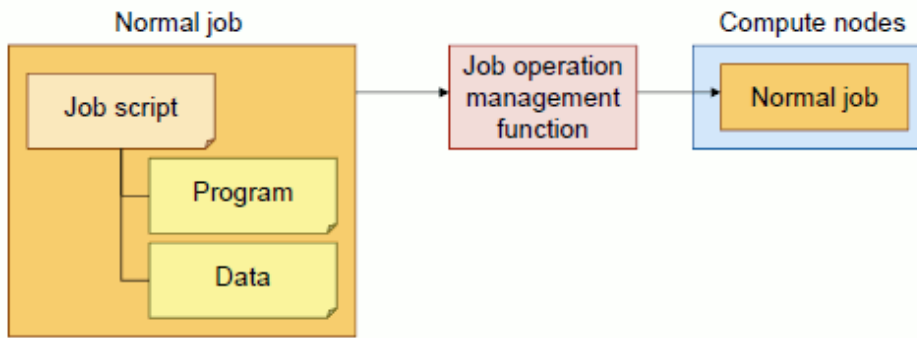 Normal job
Compute nodes
Job script
Program
Data
Job operation
management
function
Normal job